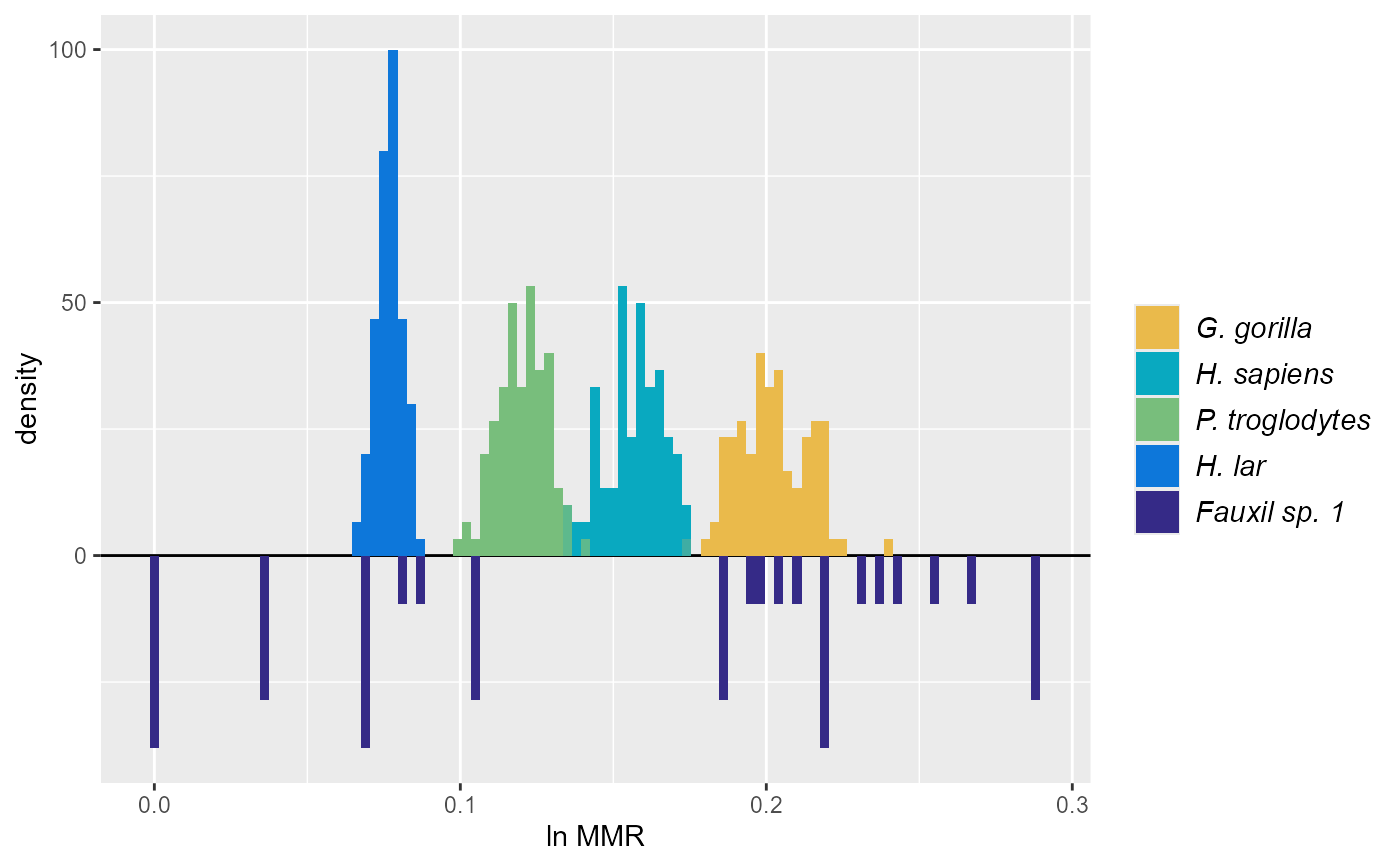 100
50
0
density
0.0 0.1 0.2 0.3
ln MMR
G. gorilla
H. sapiens
P. troglodytes
H. lar
Fauxil sp. 1